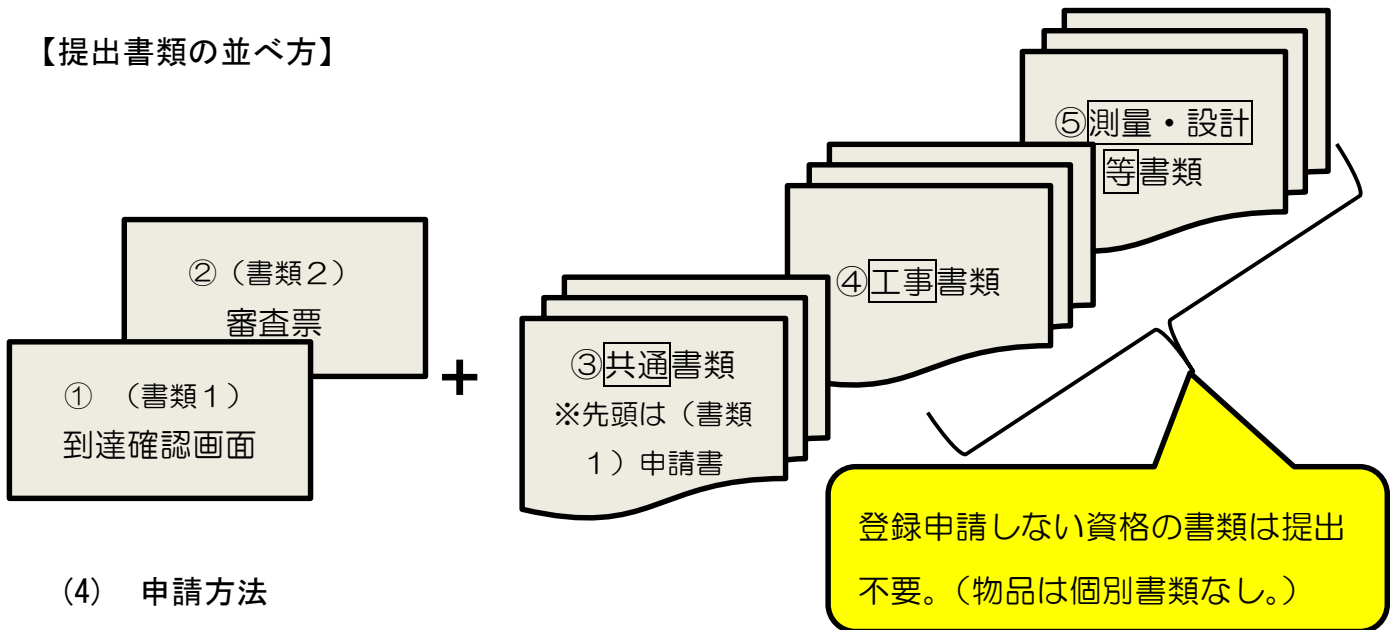 【提出書類の並べ方】
① （書類１）
到達確認画面
②（書類２）
審査票
+
③共通書類
※先頭は（書類
１）申請書
④工事書類
⑤測量・設計
等書類
登録申請しない資格の書類は提出
不要。（物品は個別書類なし。）
(4) 申請方法